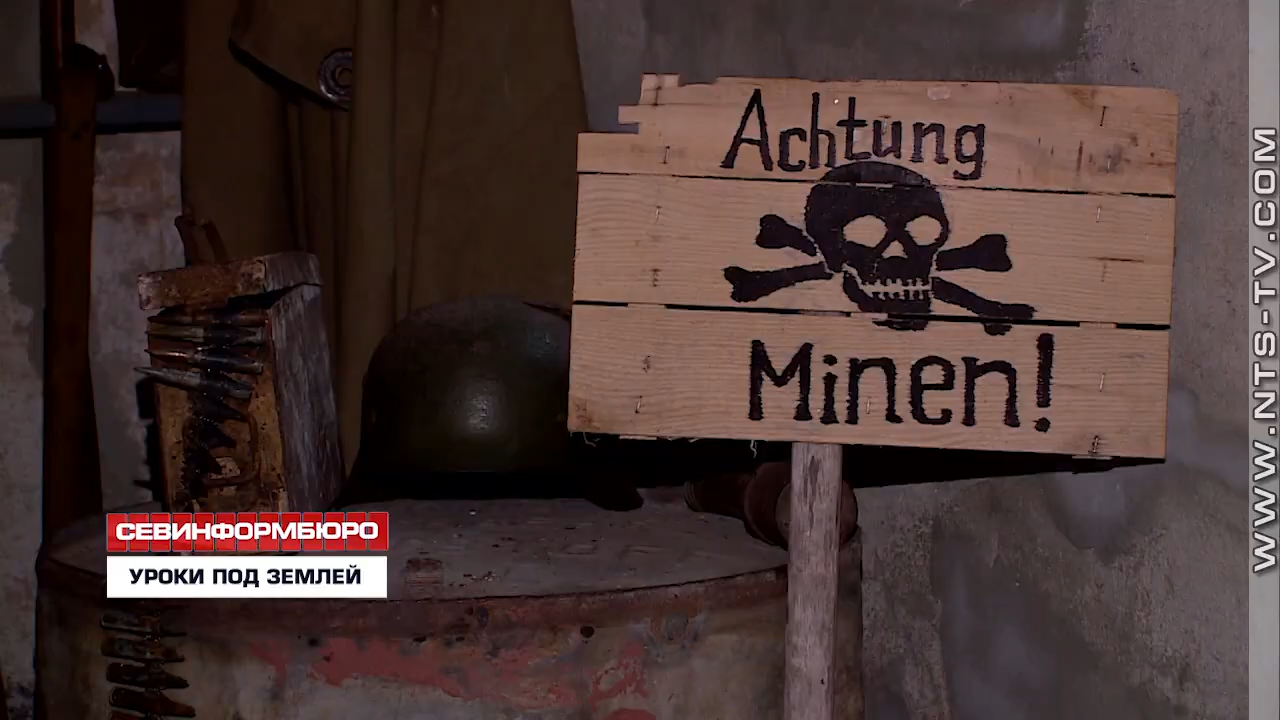 Achtung
Minen!
СЕВИНФОРМБЮРО
УРОКИ ПОД ЗЕМЛЕЙ
WWW.NTS-TV.COM